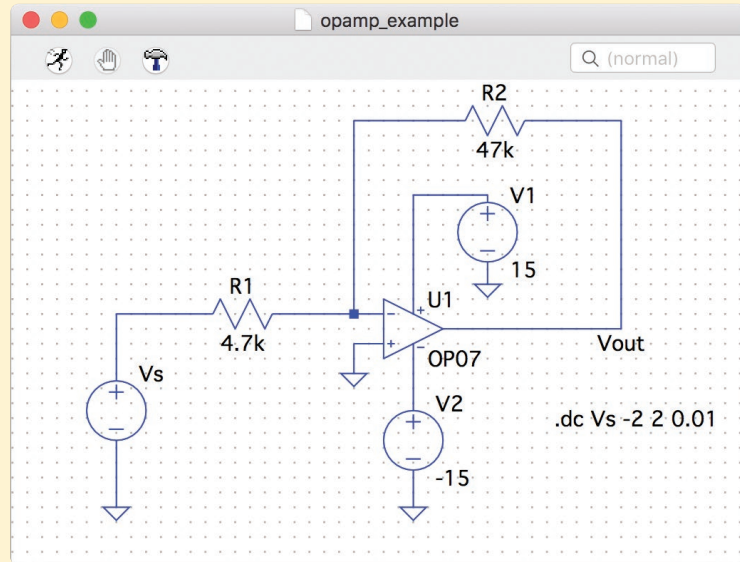 opamp_example
(normal)
R2
47k
V1
+
−
15
R1
4.7k
U1
+
−
+
−
OP07
Vout
Vs
+
−
V2
+
−
-15
.dc Vs -2 2 0.01